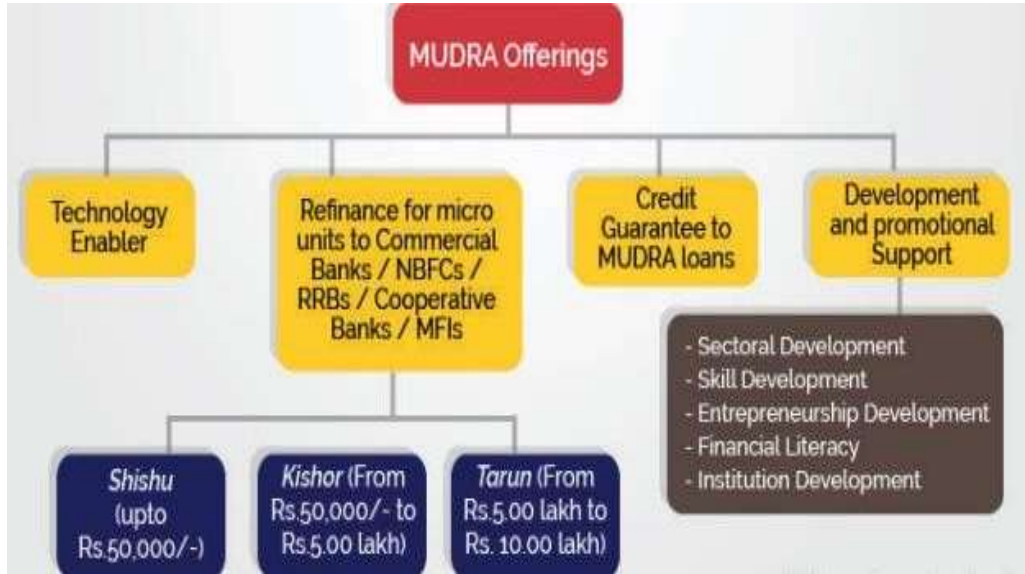 MUDRA Offerings
Technology
Enabler
Refinance for micro
units to Commercial
Banks / NBFCs /
RRBs / Cooperative
Banks / MFIs
Credit
Guarantee to
MUDRA loans
Development
and promotional
Support
- Sectoral Development
- Skill Development
- Entrepreneurship Development
- Financial Literacy
- Institution Development
Shishu
(upto
Rs.50,000/-)
Kishor (From
Rs.50,000/- to
Rs.5.00 lakh)
Tarun (From
Rs.5.00 lakh to
Rs. 10.00 lakh)